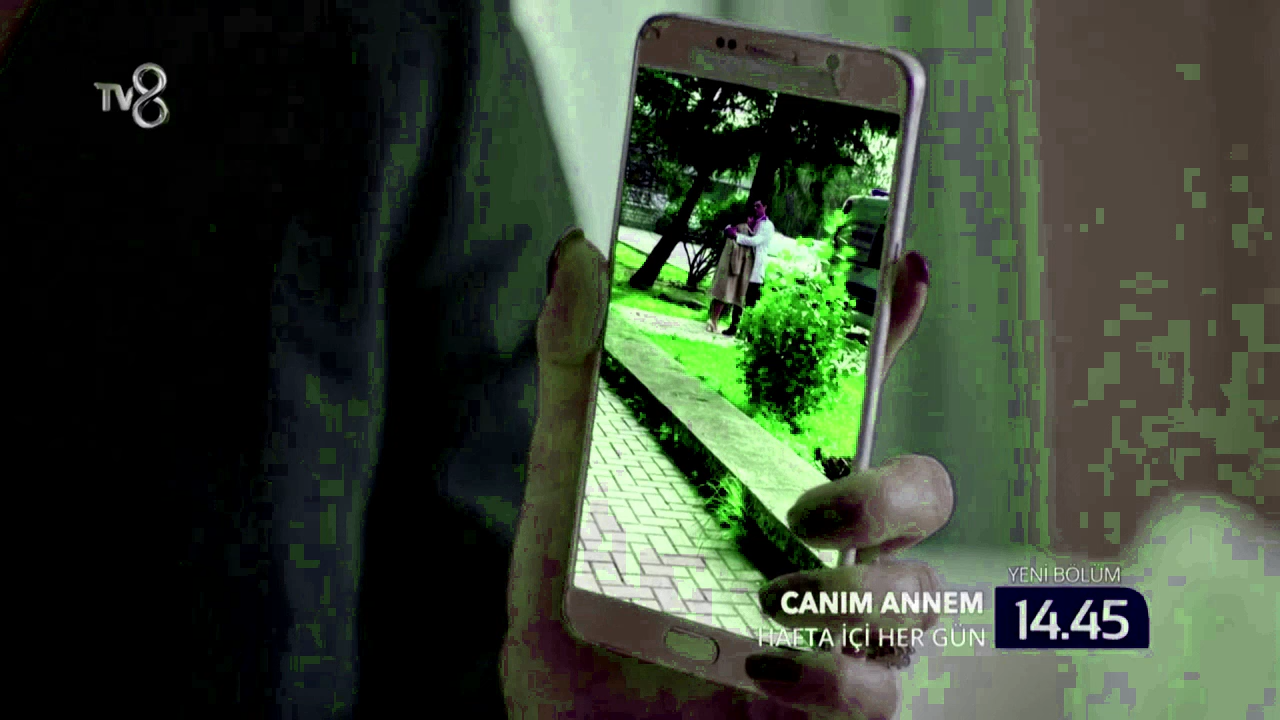 TV8
YENİ BÖLÜM
CANIM ANNEM
14.45
HAFTA İÇİ HER GÜN